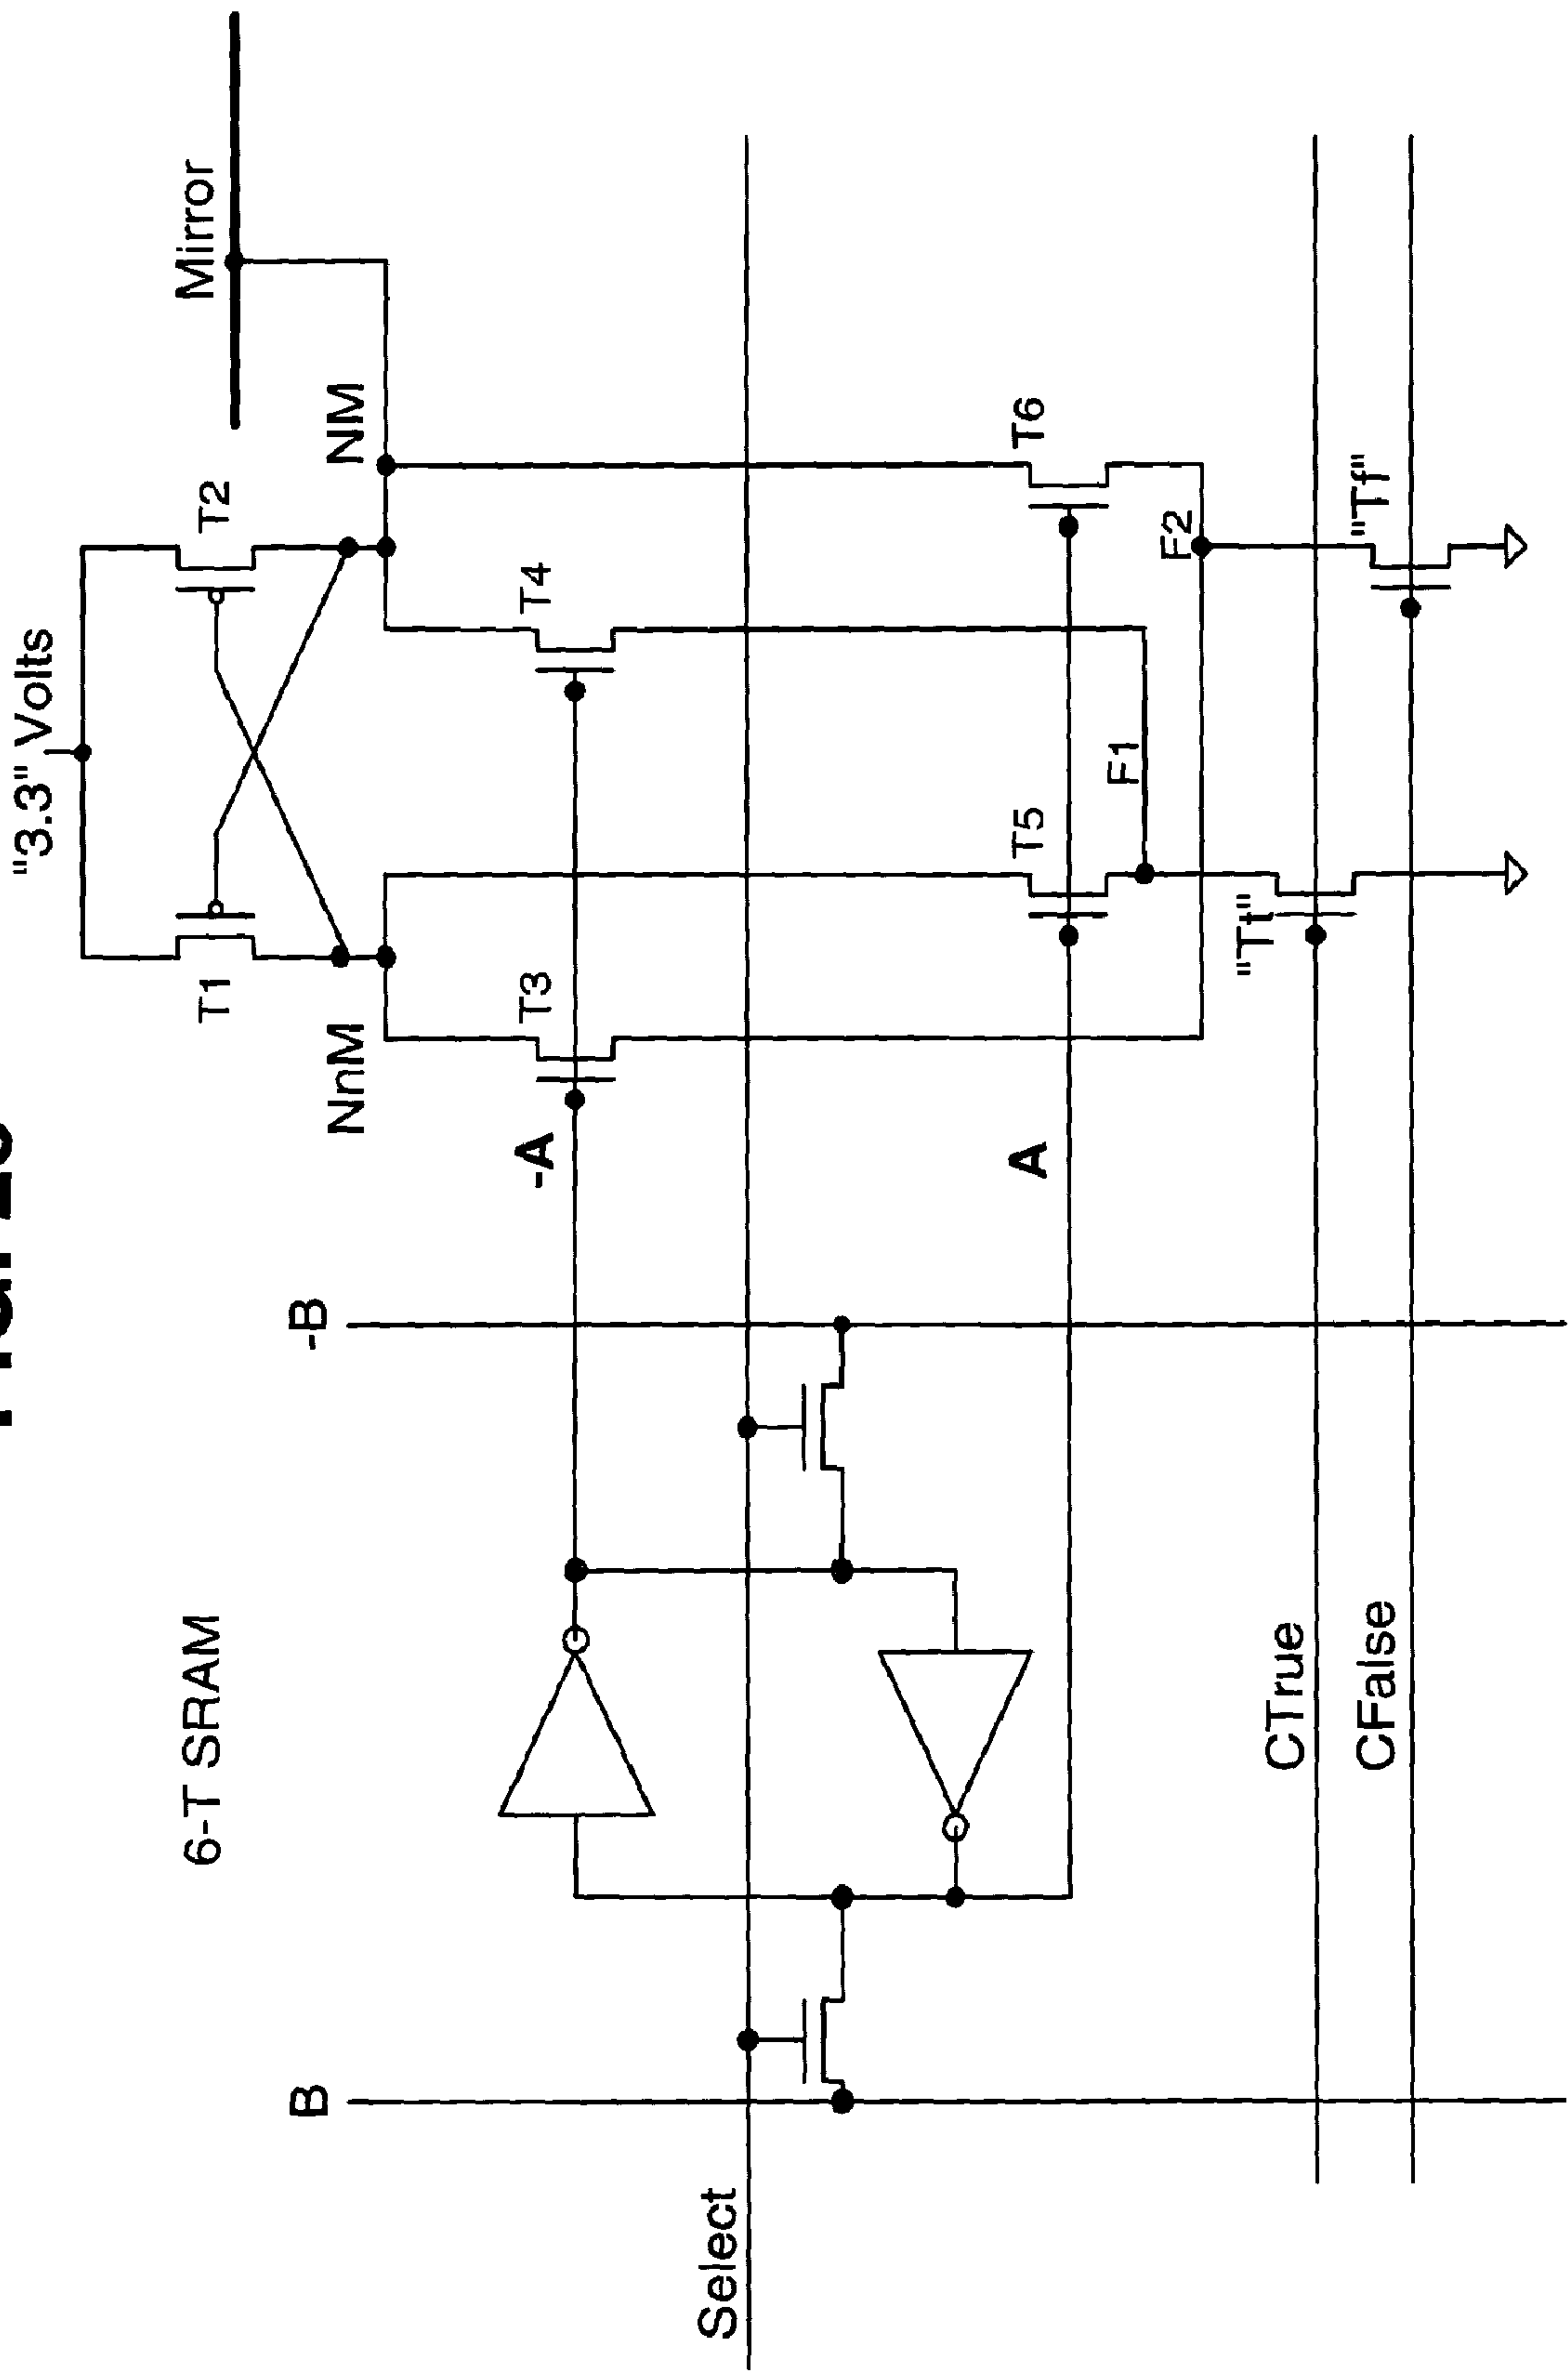 "3.3" Volts
Mirror
T1
T2
NnM
NM
6-T SRAM
B
-B
-A
T3
T4
Select
A
T5
T6
F1
F2
"Tt"
"Tf"
CTrue
CFalse